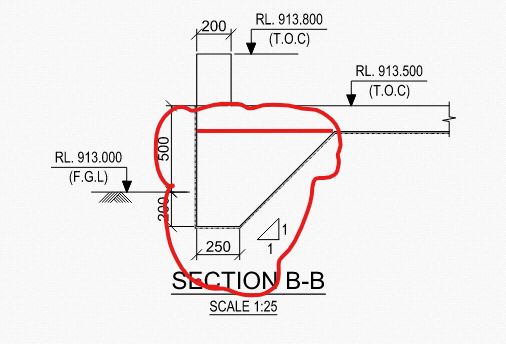 200
RL. 913.800
(T.O.C)
RL. 913.500
(T.O.C)
500
RL. 913.000
(F.G.L)
200
250
1
1
SECTION B-B
SCALE 1:25